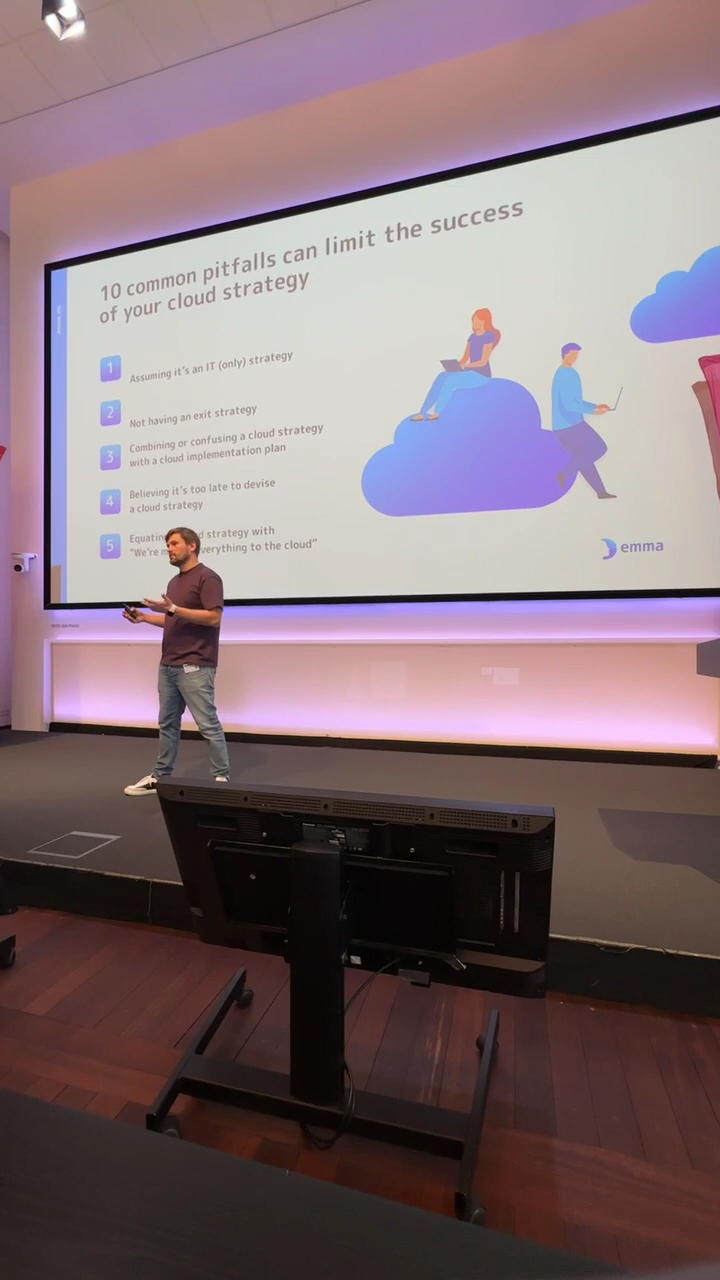 10 common pitfalls can limit the success
of your cloud strategy
1
Assuming it's an IT (only) strategy
2
Not having an exit strategy
3
Combining or confusing a cloud strategy
with a cloud implementation plan
4
Believing it's too late to devise
a cloud strategy
5
strategy with
"We're to the cloud"
emma